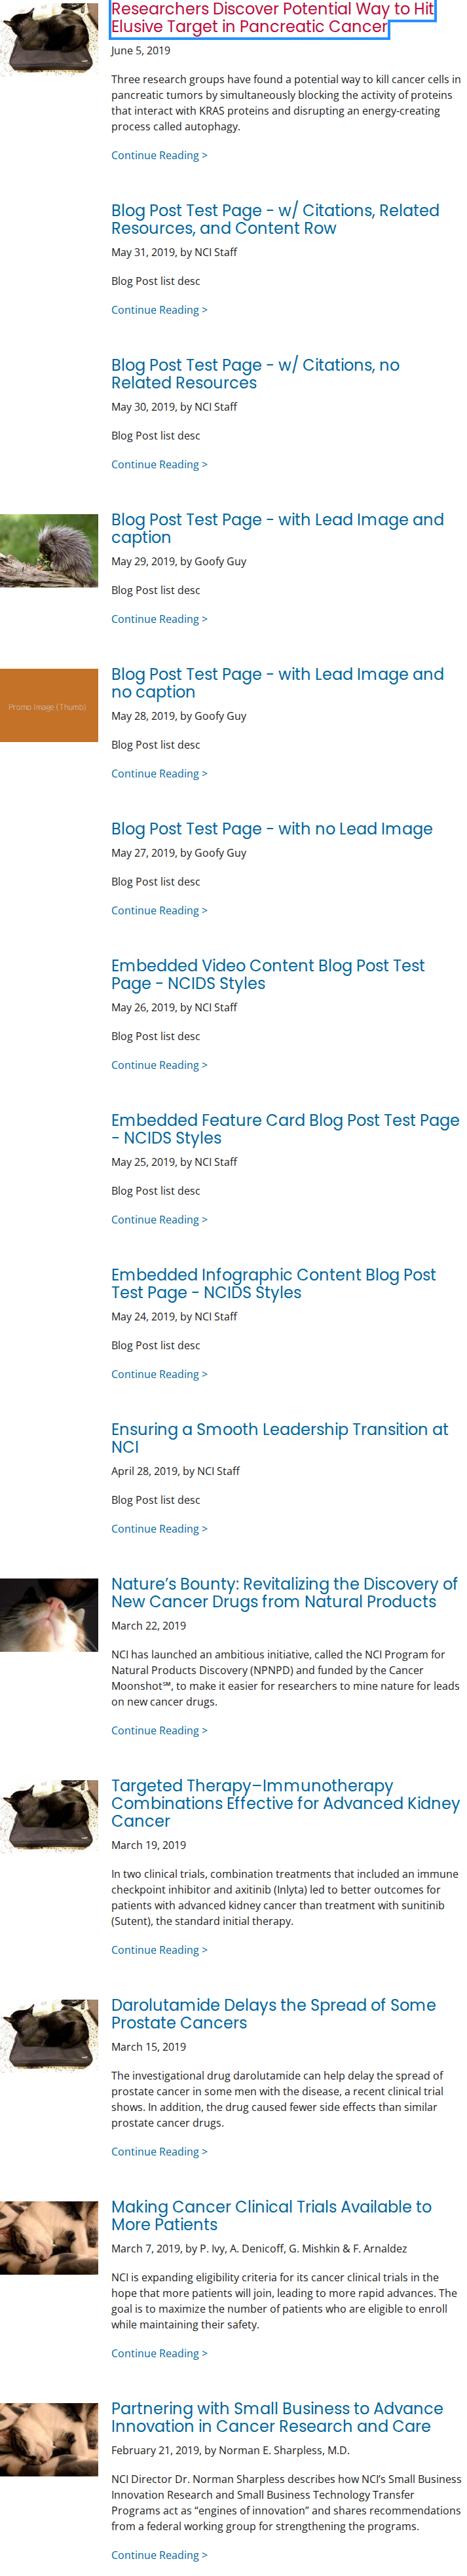 Researchers Discover Potential Way to Hit
Elusive Target in Pancreatic Cancer
June 5, 2019
Three research groups have found a potential way to kill cancer cells in
pancreatic tumors by simultaneously blocking the activity of proteins
that interact with KRAS proteins and disrupting an energy-creating
process called autophagy.
Continue Reading >
Blog Post Test Page - w/ Citations, Related
Resources, and Content Row
May 31, 2019, by NCI Staff
Blog Post list desc
Continue Reading >
Blog Post Test Page - w/ Citations, no
Related Resources
May 30, 2019, by NCI Staff
Blog Post list desc
Continue Reading >
Blog Post Test Page - with Lead Image and
caption
May 29, 2019, by Goofy Guy
Blog Post list desc
Continue Reading >
Blog Post Test Page - with Lead Image and
no caption
Promo Image (Thumb)
May 28, 2019, by Goofy Guy
Blog Post list desc
Continue Reading >
Blog Post Test Page - with no Lead Image
May 27, 2019, by Goofy Guy
Blog Post list desc
Continue Reading >
Embedded Video Content Blog Post Test
Page - NCIDS Styles
May 26, 2019, by NCI Staff
Blog Post list desc
Continue Reading >
Embedded Feature Card Blog Post Test Page
- NCIDS Styles
May 25, 2019, by NCI Staff
Blog Post list desc
Continue Reading >
Embedded Infographic Content Blog Post
Test Page - NCIDS Styles
May 24, 2019, by NCI Staff
Blog Post list desc
Continue Reading >
Ensuring a Smooth Leadership Transition at
NCI
April 28, 2019, by NCI Staff
Blog Post list desc
Continue Reading >
Nature’s Bounty: Revitalizing the Discovery of
New Cancer Drugs from Natural Products
March 22, 2019
NCI has launched an ambitious initiative, called the NCI Program for
Natural Products Discovery (NPNPD) and funded by the Cancer
Moonshot℠, to make it easier for researchers to mine nature for leads
on new cancer drugs.
Continue Reading >
Targeted Therapy–Immunotherapy
Combinations Effective for Advanced Kidney
Cancer
March 19, 2019
In two clinical trials, combination treatments that included an immune
checkpoint inhibitor and axitinib (Inlyta) led to better outcomes for
patients with advanced kidney cancer than treatment with sunitinib
(Sutent), the standard initial therapy.
Continue Reading >
Darolutamide Delays the Spread of Some
Prostate Cancers
March 15, 2019
The investigational drug darolutamide can help delay the spread of
prostate cancer in some men with the disease, a recent clinical trial
shows. In addition, the drug caused fewer side effects than similar
prostate cancer drugs.
Continue Reading >
Making Cancer Clinical Trials Available to
More Patients
March 7, 2019, by P. Ivy, A. Denicoff, G. Mishkin & F. Arnaldez
NCI is expanding eligibility criteria for its cancer clinical trials in the
hope that more patients will join, leading to more rapid advances. The
goal is to maximize the number of patients who are eligible to enroll
while maintaining their safety.
Continue Reading >
Partnering with Small Business to Advance
Innovation in Cancer Research and Care
February 21, 2019, by Norman E. Sharpless, M.D.
NCI Director Dr. Norman Sharpless describes how NCI’s Small Business
Innovation Research and Small Business Technology Transfer
Programs act as “engines of innovation” and shares recommendations
from a federal working group for strengthening the programs.
Continue Reading >